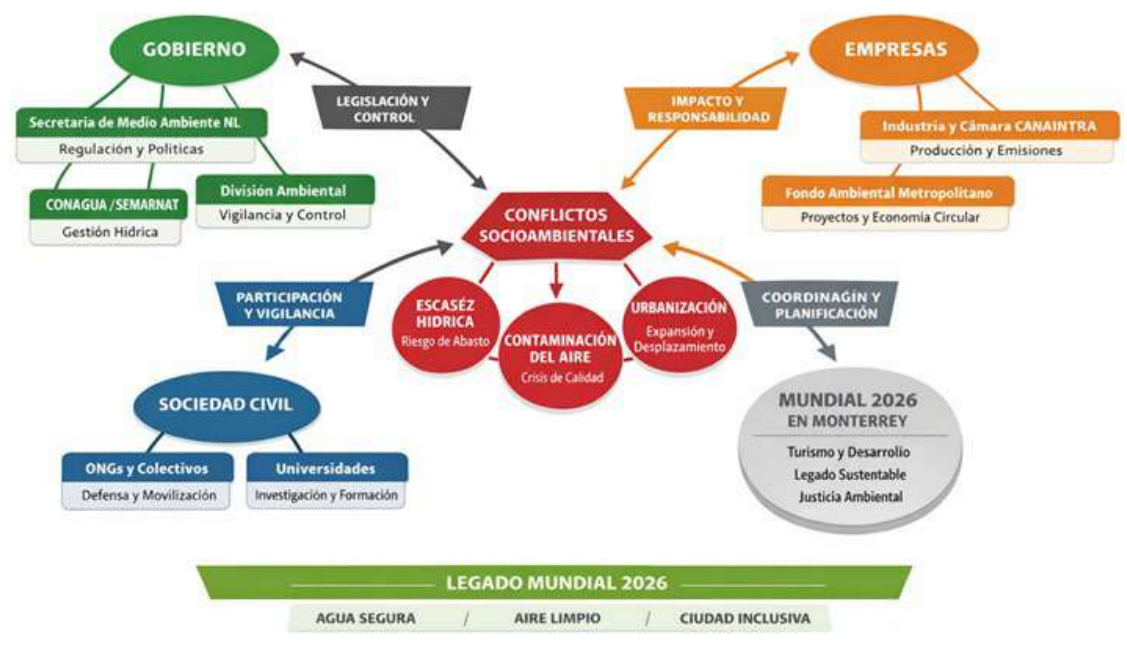 GOBIERNO
Secretaria de Medio Ambiente NL
Regulación y Politicas
CONAGUA / SEMARNAT
Gestión Hídrica
División Ambiental
Vigilancia y Control
LEGISLACIÓN Y
CONTROL
IMPACTO Y
RESPONSABILIDAD
EMPRESAS
Industria y Cámara CANAINTRA
Producción y Emisiones
Fondo Ambiental Metropolitano
Proyectos y Economia Circular
CONFLICTOS
SOCIOAMBIENTALES
ESCASÉZ
HIDRICA
Riesgo de Abasto
CONTAMINACIÓN
DEL AIRE
Crisis de Calidad
URBANIZACIÓN
Expansión y
Desplazamiento
PARTICIPACIÓN
Y VIGILANCIA
COORDINAǴÍN Y
PLANIFICACIÓN
SOCIEDAD CIVIL
ONGs y Colectivos
Defensa y Movilización
Universidades
Investigación y Formación
MUNDIAL 2026
EN MONTERREY
Turismo y Desarrollo
Legado Sustentable
Justicia Ambiental
LEGADO MUNDIAL 2026
AGUA SEGURA / AIRE LIMPIO / CIUDAD INCLUSIVA